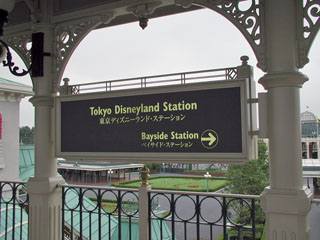 Tokyo Disneyland Station
東京ディズニーランド・ステーション
Bayside Station
ベイサイド・ステーション